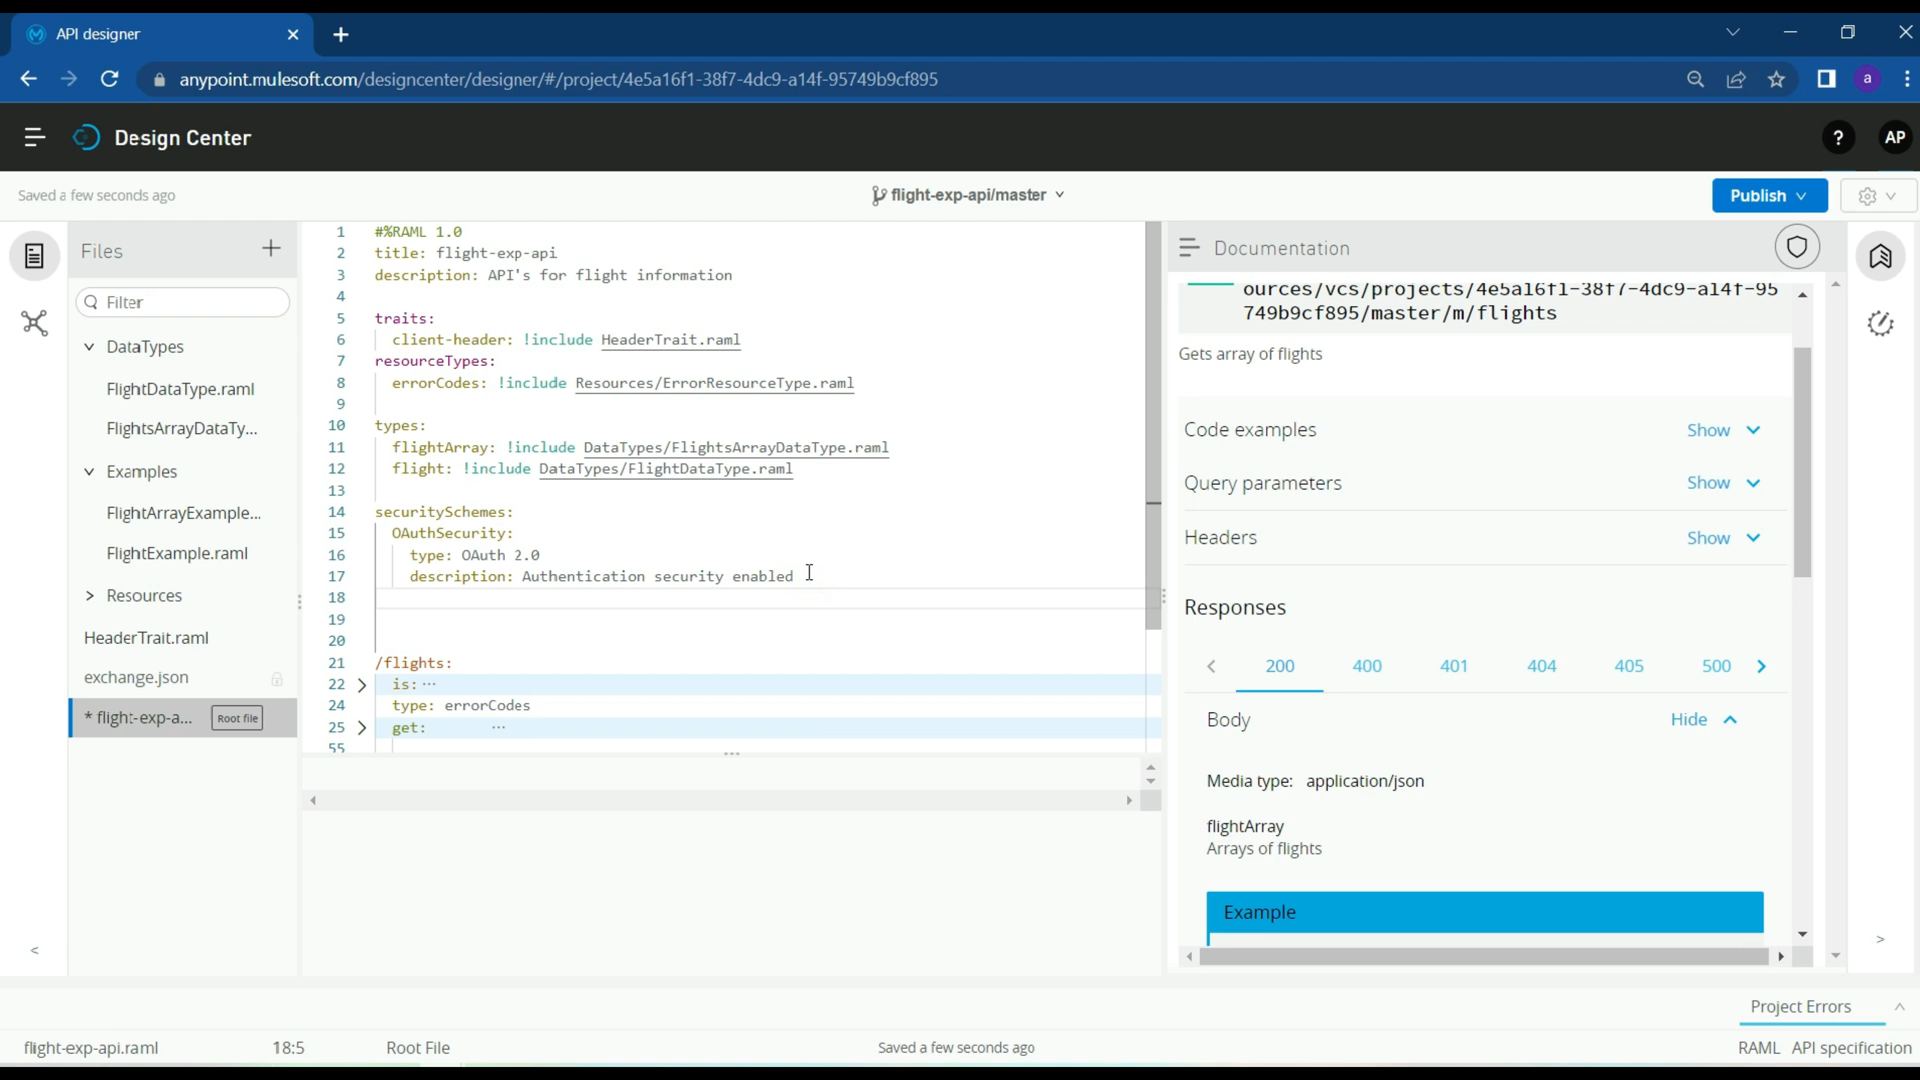 API designer
anypoint.mulesoft.com/designcenter/designer/#/project/4e5a16f1-38f7-4dc9-a14f-95749b9cf895
a
Design Center
?
AP
Saved a few seconds ago
flight-exp-api/master
Publish
Files
Filter
DataTypes
FlightDataType.raml
FlightsArrayDataTy...
Examples
FlightArrayExample...
FlightExample.raml
Resources
HeaderTrait.raml
exchange.json
* flight-exp-a... Root file
1 #%RAML 1.0
2 title: flight-exp-api
3 description: API's for flight information
4
5 traits:
6 client-header: !include HeaderTrait.raml
7 resourceTypes:
8 errorCodes: !include Resources/ErrorResourceType.raml
9
10 types:
11 flightArray: !include DataTypes/FlightsArrayDataType.raml
12 flight: !include DataTypes/FlightDataType.raml
13
14 securitySchemes:
15 OAuthSecurity:
16 type: OAuth 2.0
17 description: Authentication security enabled
18
19
20
21 /flights:
22 is: ...
24 type: errorCodes
25 get: ...
55
Documentation
ources/vcs/projects/4e5a16f1-38f7-4dc9-a14f-95
749b9cf895/master/m/flights
Gets array of flights
Code examples Show
Query parameters Show
Headers Show
Responses
200 400 401 404 405 500
Body Hide
Media type: application/json
flightArray
Arrays of flights
Example
Project Errors
flight-exp-api.raml 18:5 Root File Saved a few seconds ago RAML API specification